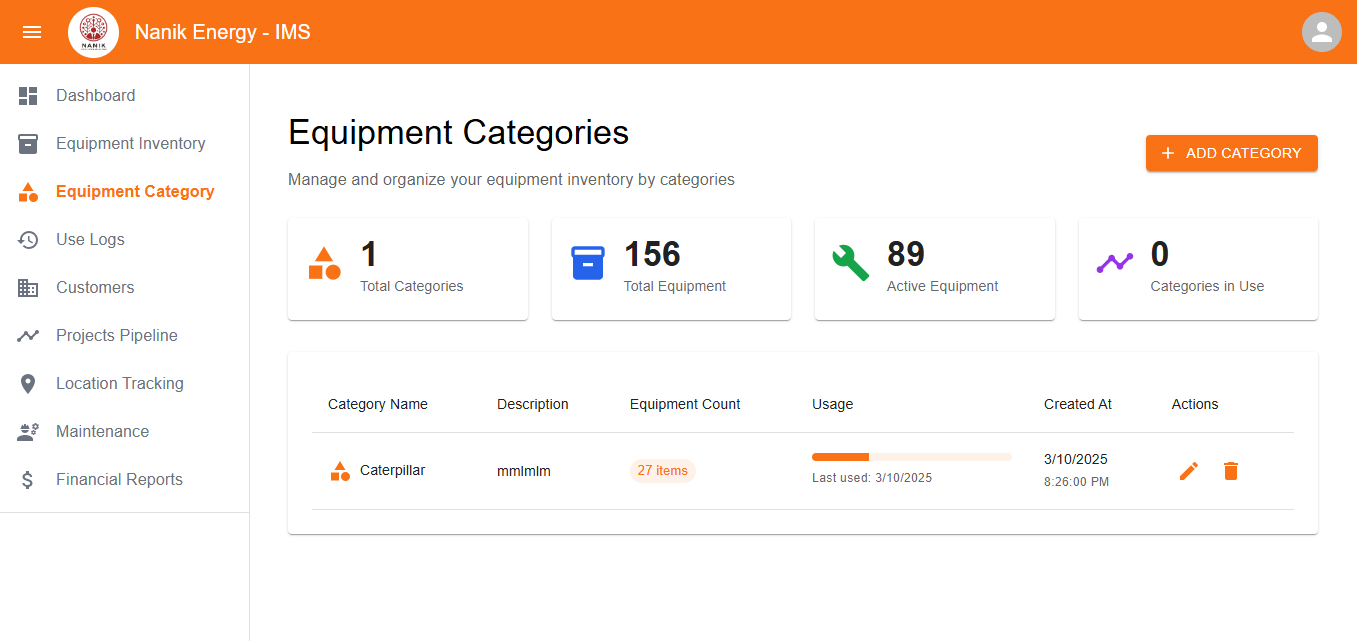 NANIK
Nanik Energy - IMS
Dashboard
Equipment Inventory
Equipment Category
Use Logs
Customers
Projects Pipeline
Location Tracking
Maintenance
Financial Reports
Equipment Categories
Manage and organize your equipment inventory by categories
ADD CATEGORY
1
Total Categories
156
Total Equipment
89
Active Equipment
0
Categories in Use
Category Name Description Equipment Count Usage Created At Actions
Caterpillar mmlmlm 27 items Last used: 3/10/2025 3/10/2025
8:26:00 PM